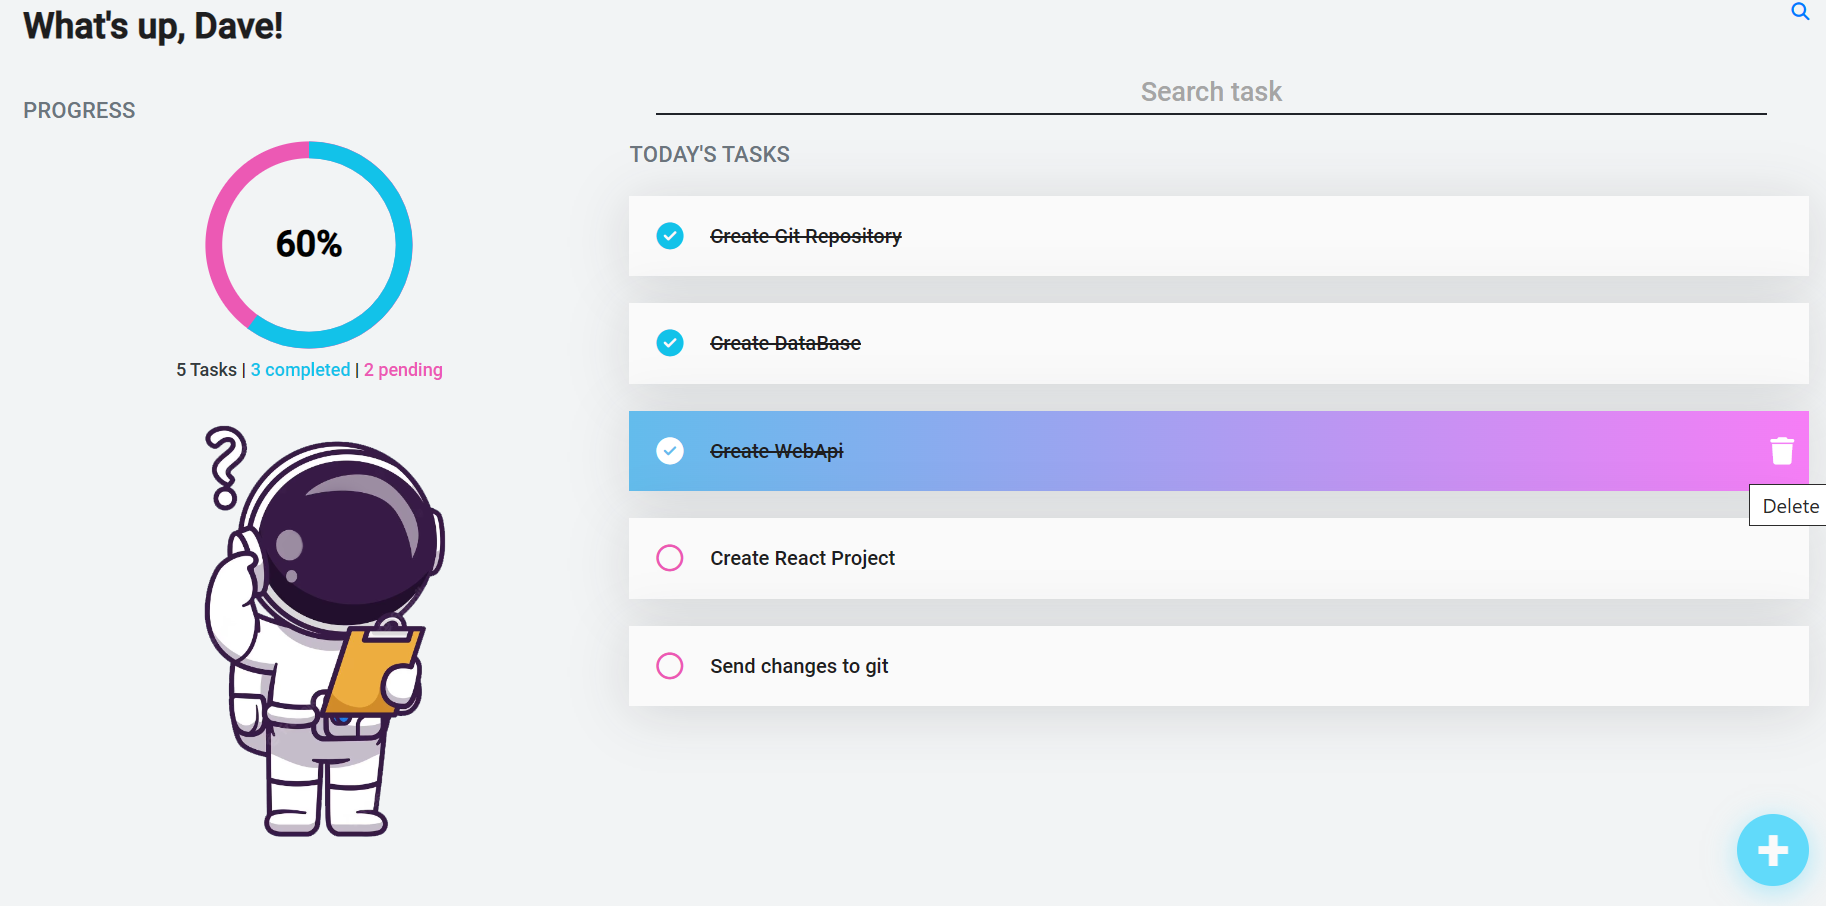 What's up, Dave!
PROGRESS
60%
5 Tasks | 3 completed | 2 pending
Search task
TODAY'S TASKS
Create Git Repository
Create DataBase
Create WebApi
Delete
Create React Project
Send changes to git